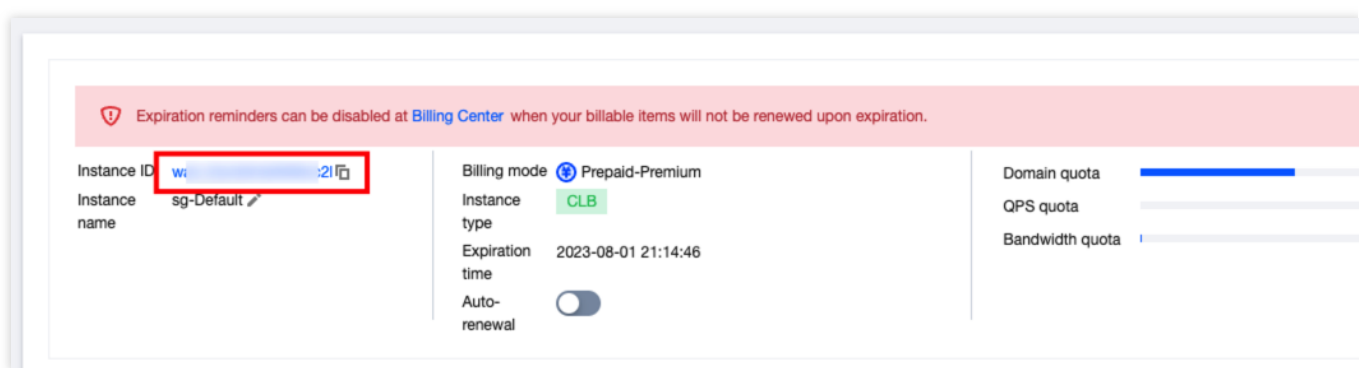 Expiration reminders can be disabled at Billing Center when your billable items will not be renewed upon expiration.
Instance ID
Instance name
sg-Default
Billing mode
Prepaid-Premium
Instance type
CLB
Expiration time
2023-08-01 21:14:46
Auto-renewal
Domain quota
QPS quota
Bandwidth quota